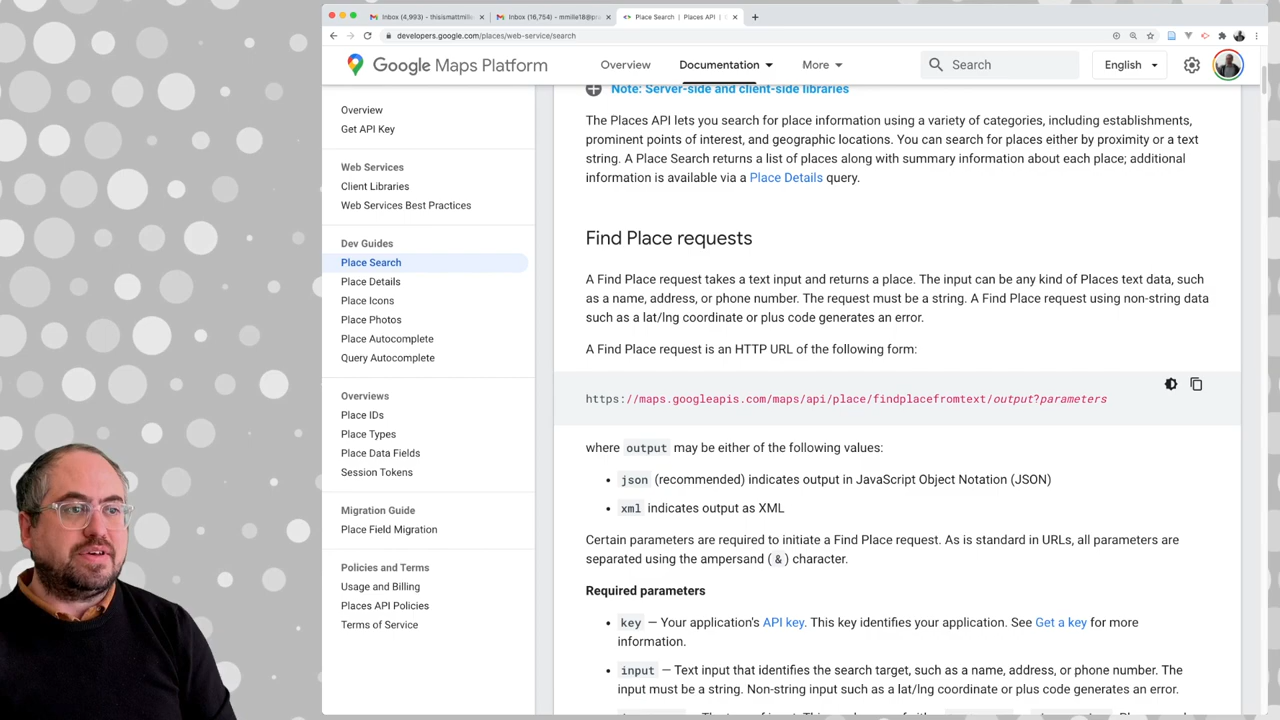 Inbox (4,993) - thisismattmill
Inbox (16,754) - mmille18@pr
Place Search | Places API |
developers.google.com/places/web-service/search
Google Maps Platform
Overview
Documentation
More
Search
English
Overview
Get API Key
Web Services
Client Libraries
Web Services Best Practices
Dev Guides
Place Search
Place Details
Place Icons
Place Photos
Place Autocomplete
Query Autocomplete
Overviews
Place IDs
Place Types
Place Data Fields
Session Tokens
Migration Guide
Place Field Migration
Policies and Terms
Usage and Billing
Places API Policies
Terms of Service
Note: Server-side and client-side libraries
The Places API lets you search for place information using a variety of categories, including establishments,
prominent points of interest, and geographic locations. You can search for places either by proximity or a text
string. A Place Search returns a list of places along with summary information about each place; additional
information is available via a Place Details query.
Find Place requests
A Find Place request takes a text input and returns a place. The input can be any kind of Places text data, such
as a name, address, or phone number. The request must be a string. A Find Place request using non-string data
such as a lat/lng coordinate or plus code generates an error.
A Find Place request is an HTTP URL of the following form:
https://maps.googleapis.com/maps/api/place/findplacefromtext/output?parameters
where output may be either of the following values:
• json (recommended) indicates output in JavaScript Object Notation (JSON)
• xml indicates output as XML
Certain parameters are required to initiate a Find Place request. As is standard in URLs, all parameters are
separated using the ampersand (&) character.
Required parameters
• key — Your application's API key. This key identifies your application. See Get a key for more
information.
• input — Text input that identifies the search target, such as a name, address, or phone number. The
input must be a string. Non-string input such as a lat/lng coordinate or plus code generates an error.